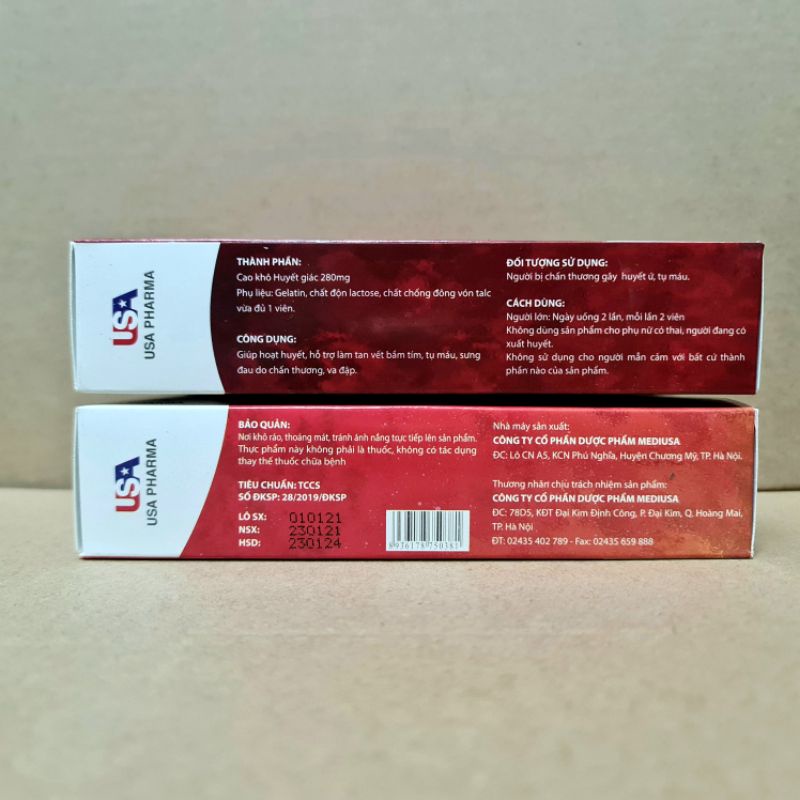 USA
USA PHARMA
THÀNH PHẦN:
Cao khô Huyết giác 280mg
Phụ liệu: Gelatin, chất độn lactose, chất chống đông vón talc
vừa đủ 1 viên.
CÔNG DỤNG:
Giúp hoạt huyết, hỗ trợ làm tan vết bầm tím, tụ máu, sưng
đau do chấn thương, va đập.
ĐỐI TƯỢNG SỬ DỤNG:
Người bị chấn thương gây huyết ứ, tụ máu.
CÁCH DÙNG:
Người lớn: Ngày uống 2 lần, mỗi lần 2 viên
Không dùng sản phẩm cho phụ nữ có thai, người đang có
xuất huyết.
Không sử dụng cho người mẫn cảm với bất cứ thành
phần nào của sản phẩm.
USA
USA PHARMA
BẢO QUẢN:
Nơi khô ráo, thoáng mát, tránh ánh nắng trực tiếp lên sản phẩm.
Thực phẩm này không phải là thuốc, không có tác dụng
thay thế thuốc chữa bệnh
TIÊU CHUẨN: TCCS
SỐ ĐKSP: 28/2019/ĐKSP
LÔ SX: 010121
NSX: 230121
HSD: 230124
8936178750381
Nhà máy sản xuất:
CÔNG TY CỔ PHẦN DƯỢC PHẨM MEDIUSA
ĐC: Lô CN A5, KCN Phú Nghĩa, Huyện Chương Mỹ, TP. Hà Nội.
Thương nhân chịu trách nhiệm sản phẩm:
CÔNG TY CỔ PHẦN DƯỢC PHẨM MEDIUSA
ĐC: 78D5, KĐT Đại Kim Định Công, P. Đại Kim, Q. Hoàng Mai,
TP. Hà Nội
ĐT: 02435 402 789 - Fax: 02435 659 888